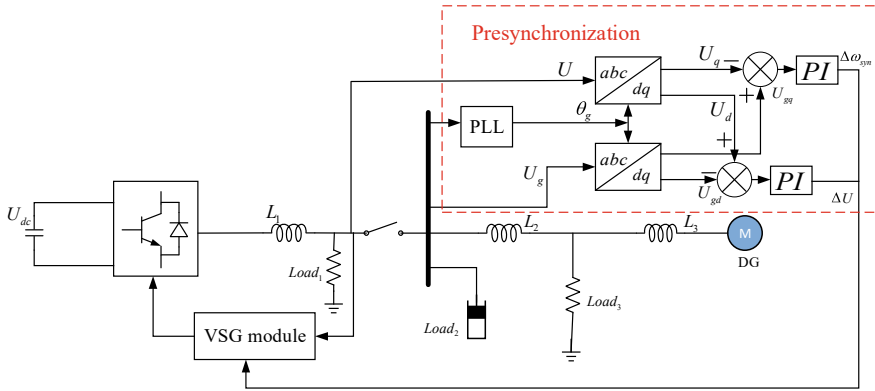 Presynchronization
U
abc
dq
U_q
−
PI
Δω_syn
+
U_gq
θ_g
PLL
U_d
+
abc
dq
U_g
−
U_gd
PI
ΔU
U_dc
L_1
L_2
L_3
M
DG
Load_1
Load_2
Load_3
VSG module